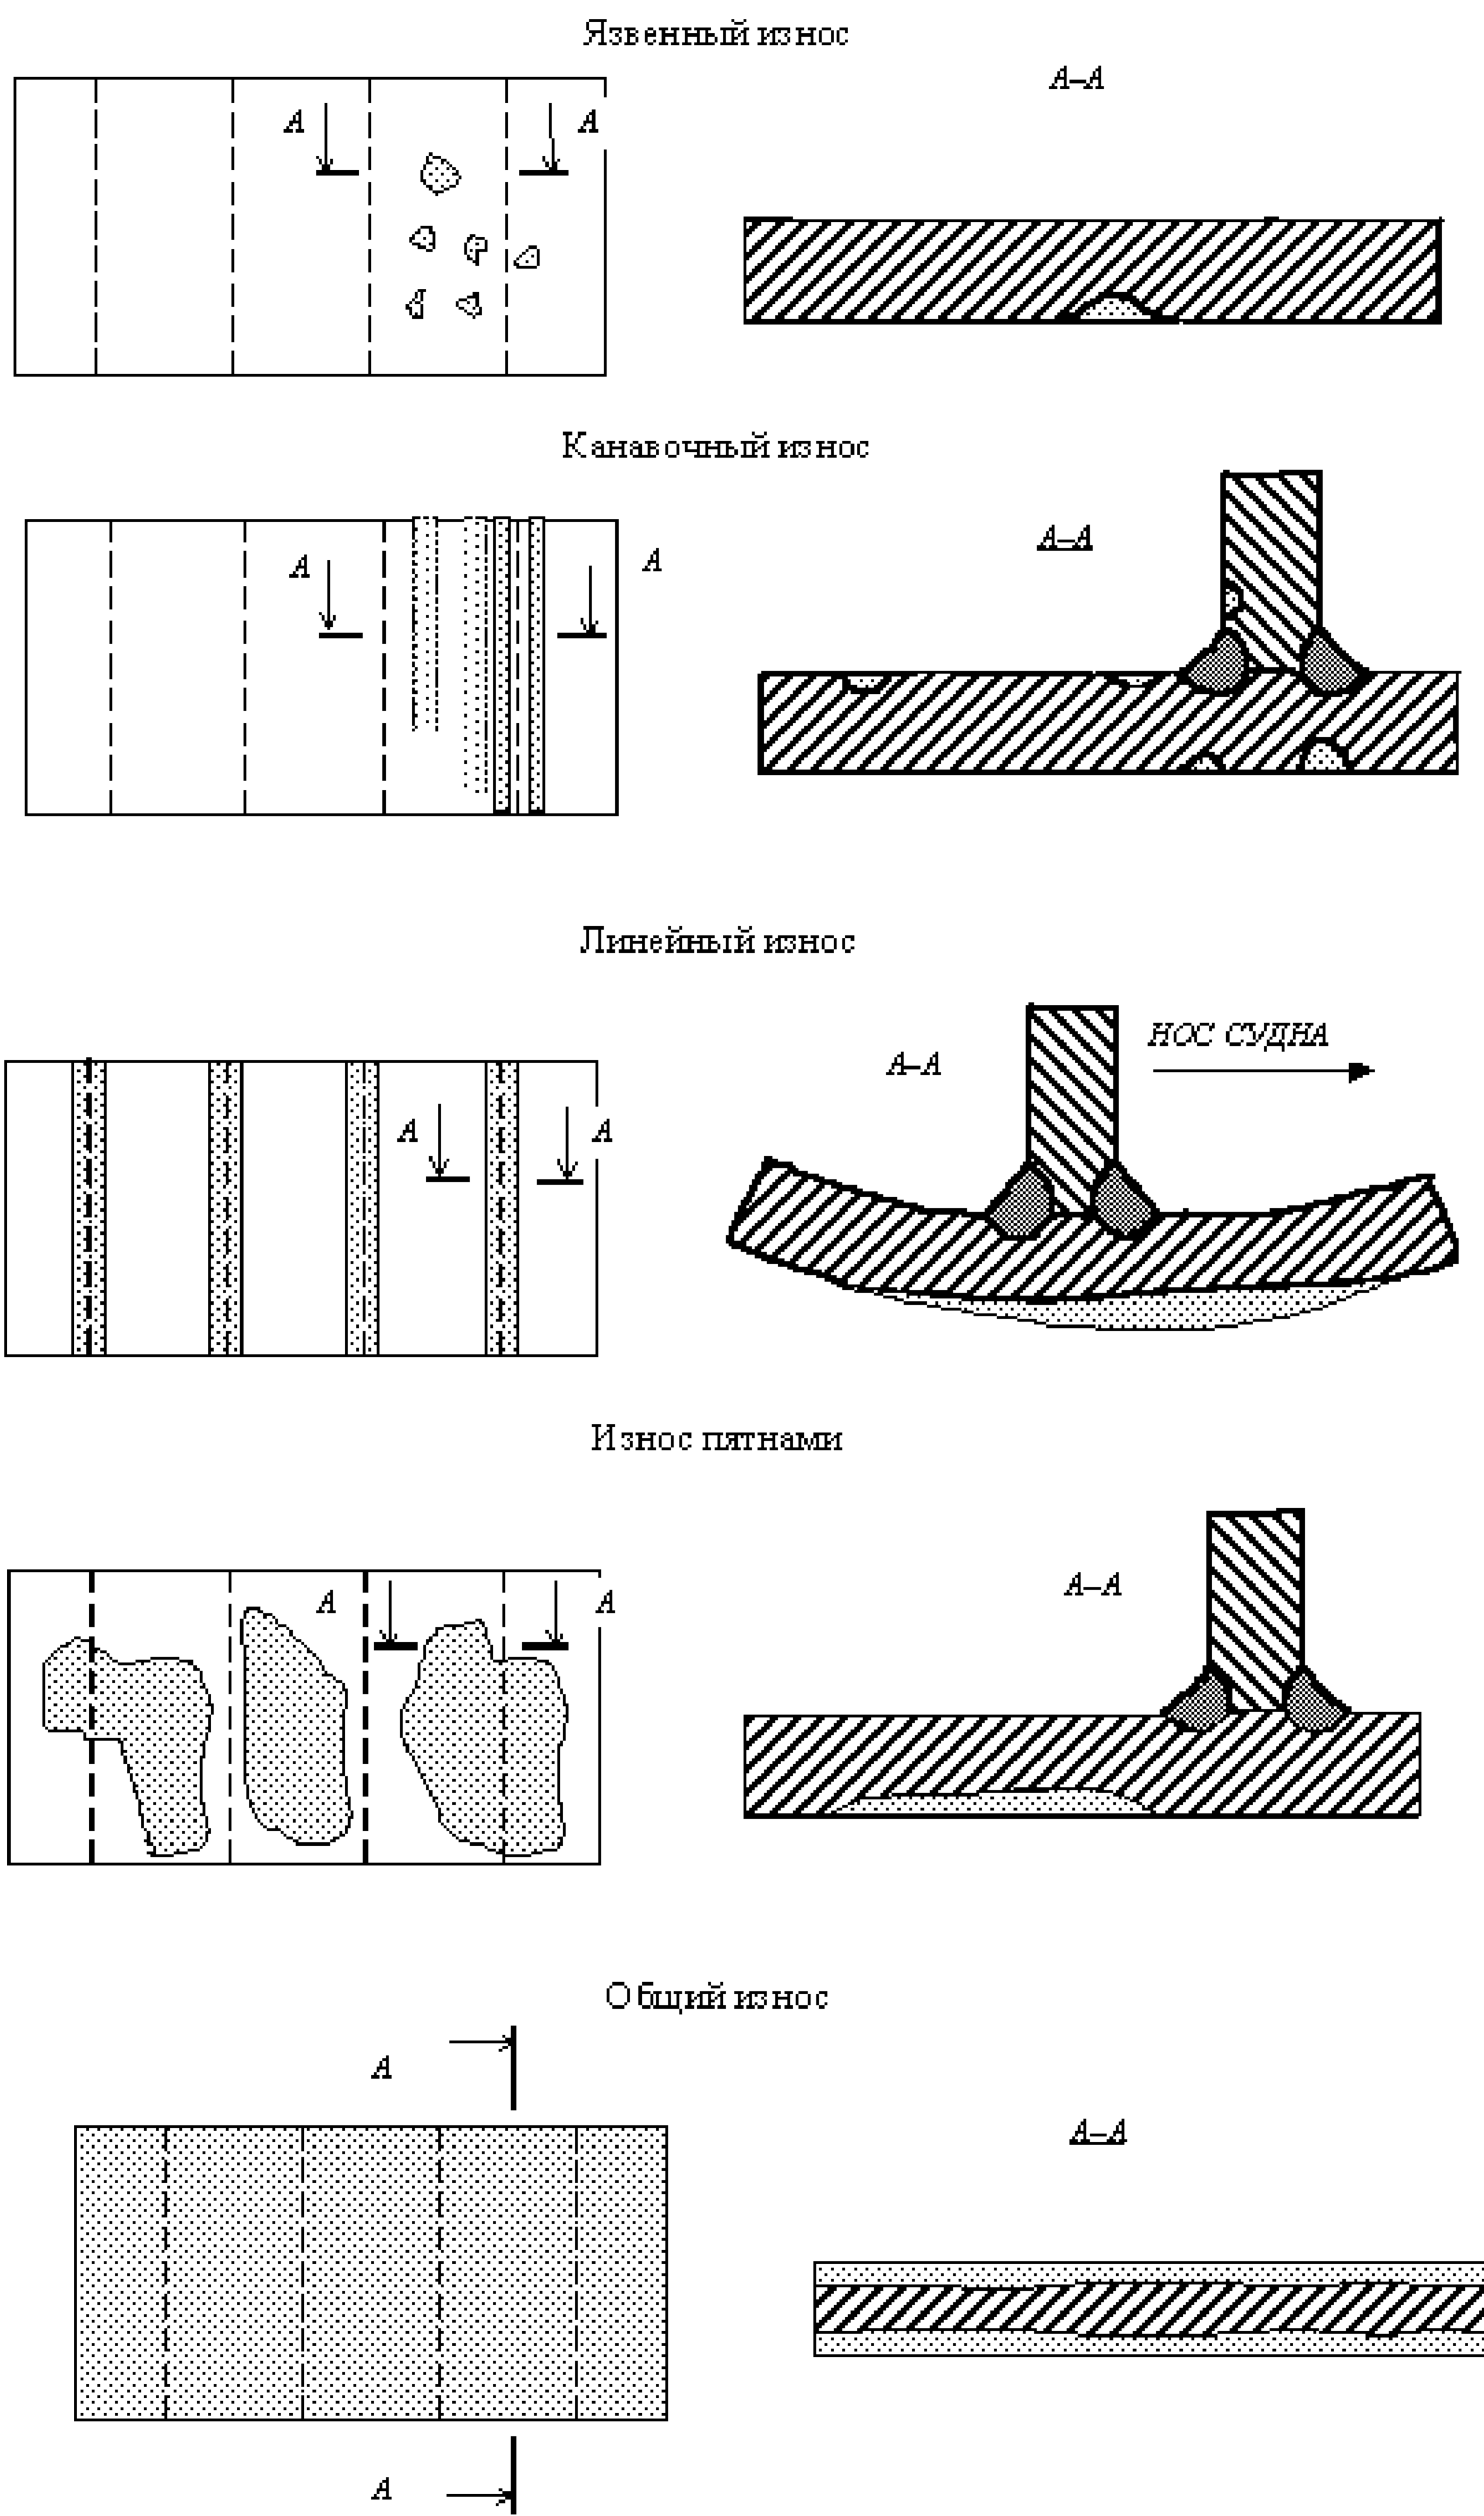 Язвенный износ
А–А
А А
Канавочный износ
А–А
А А
Линейный износ
НОС СУДНА
А–А
А А
Износ пятнами
А–А
А А
Общий износ
А
А–А
А